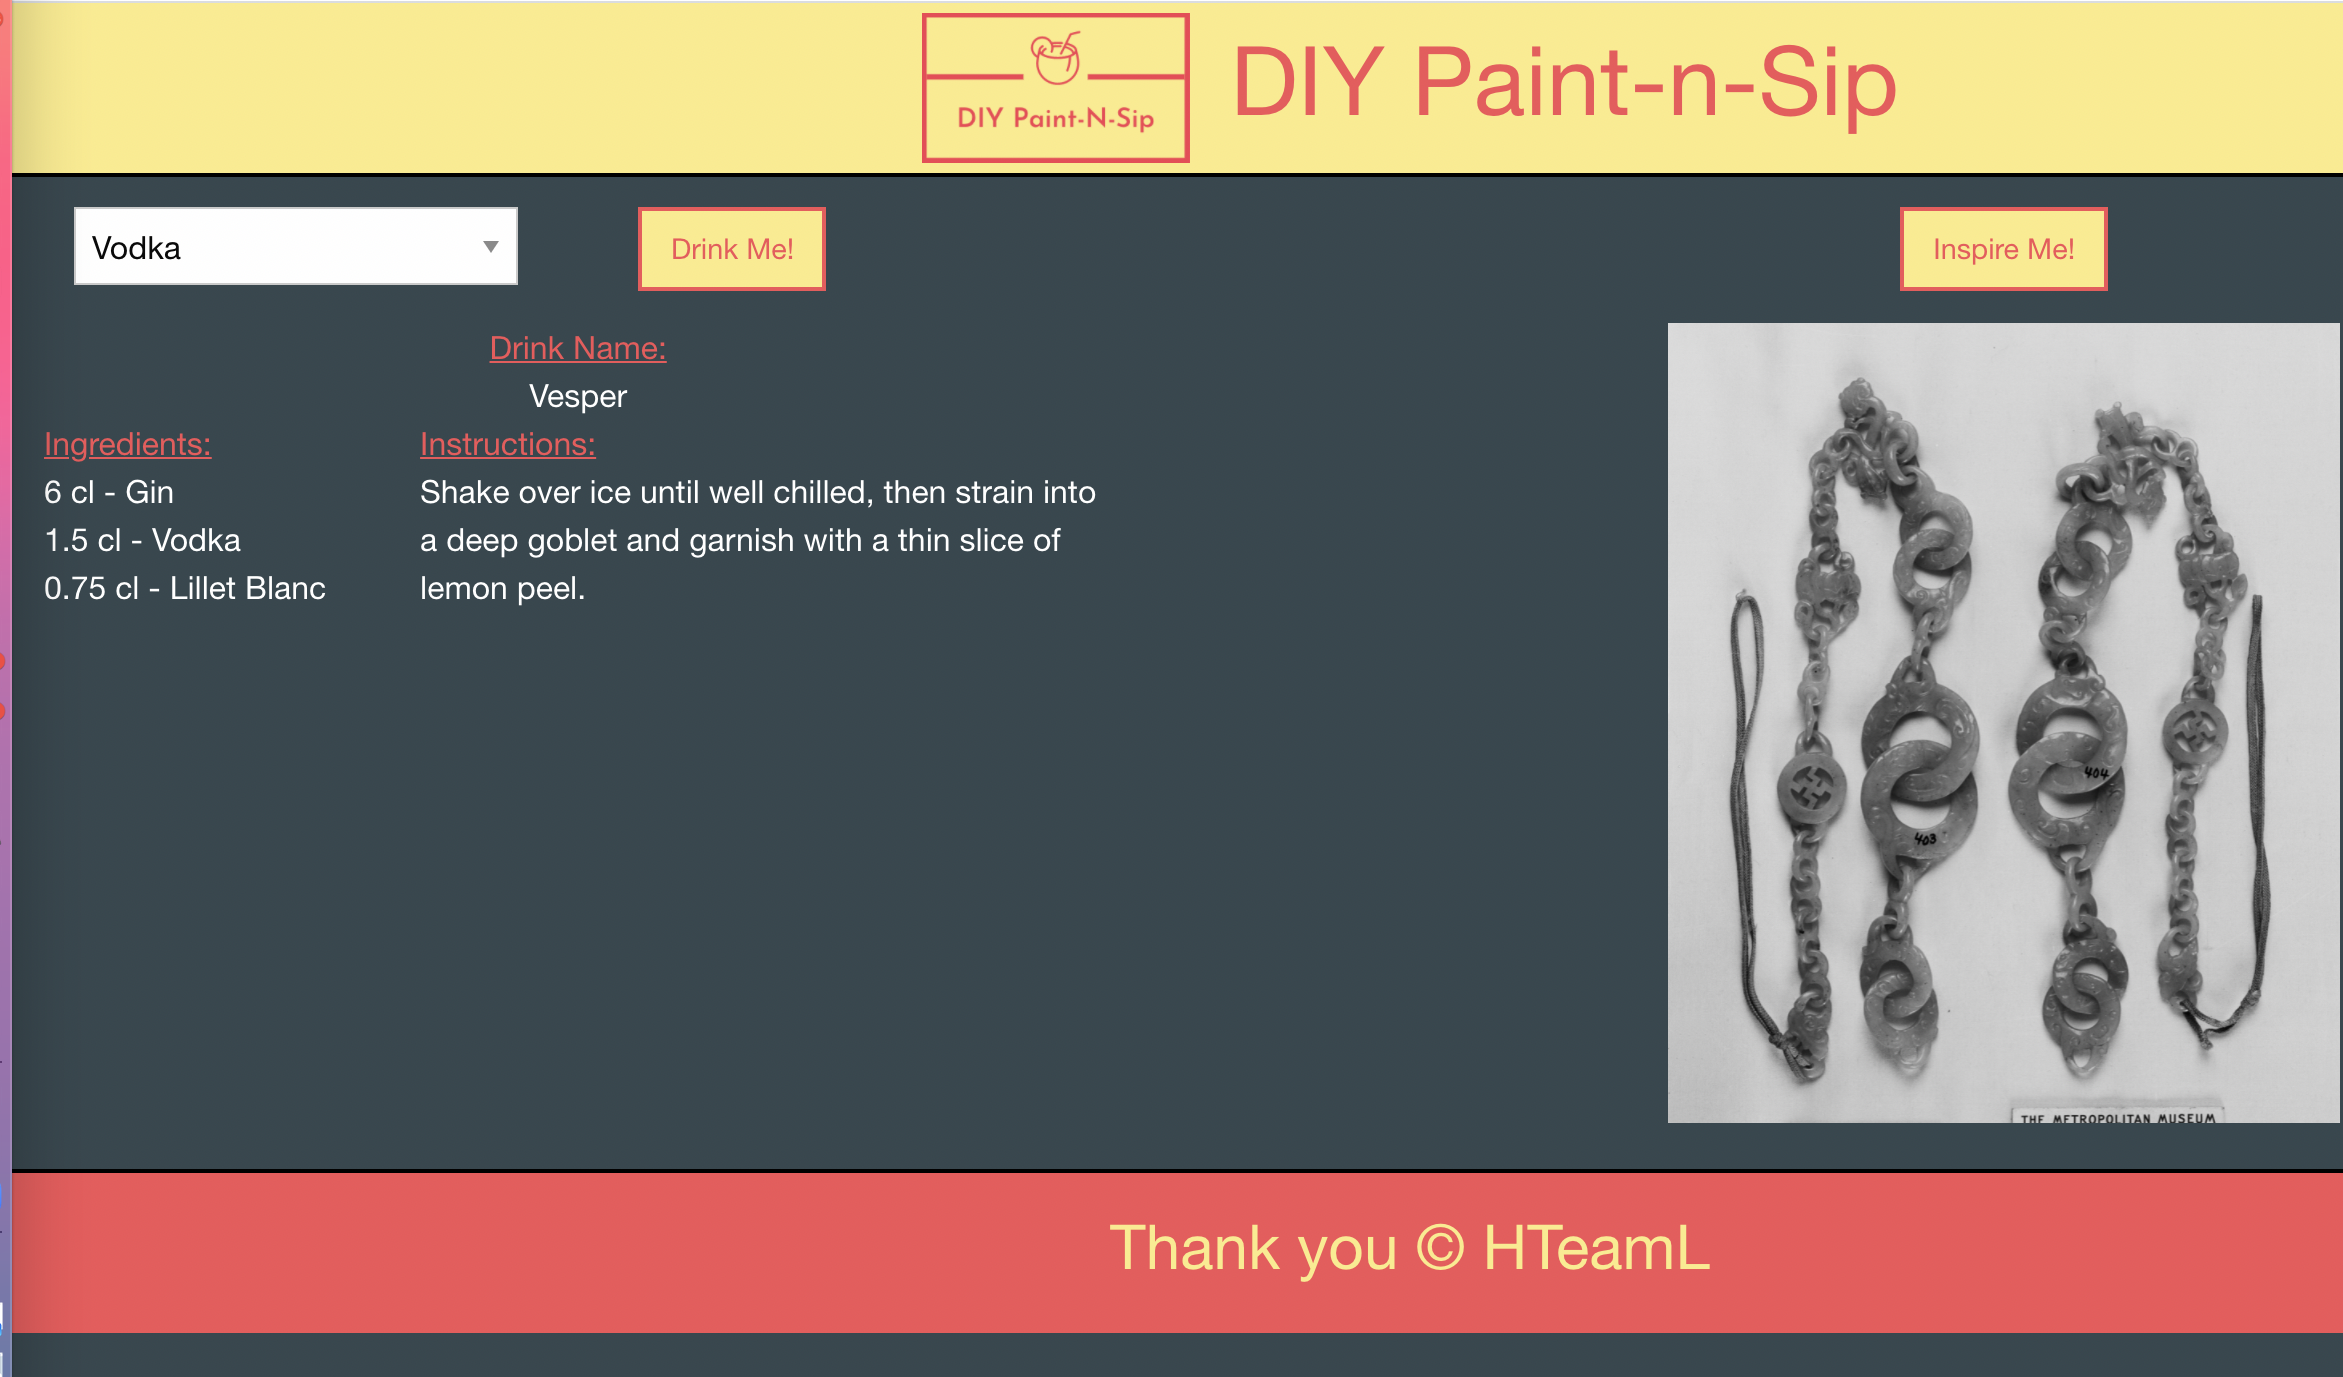 DIY Paint-N-Sip
DIY Paint-n-Sip
Vodka
Drink Me!
Inspire Me!
Drink Name:
Vesper
Ingredients:
6 cl - Gin
1.5 cl - Vodka
0.75 cl - Lillet Blanc
Instructions:
Shake over ice until well chilled, then strain into
a deep goblet and garnish with a thin slice of
lemon peel.
404
403
THE METROPOLITAN MUSEUM
Thank you © HTeamL